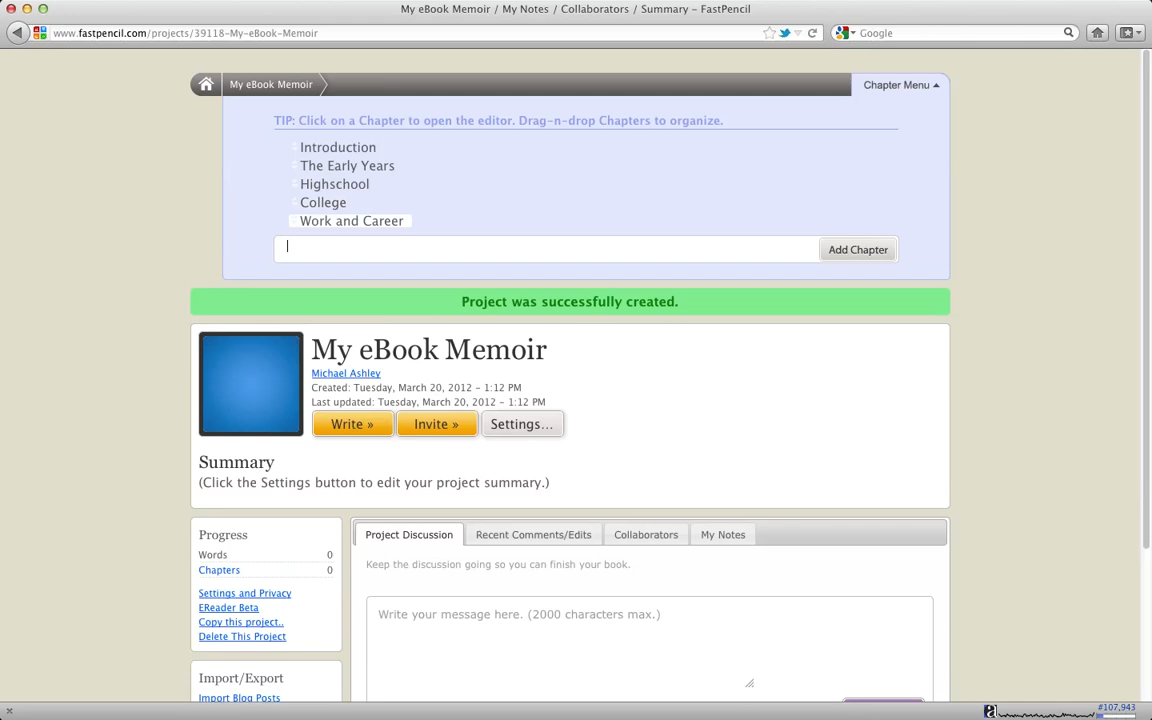 My eBook Memoir / My Notes / Collaborators / Summary – FastPencil
www.fastpencil.com/projects/39118-My-eBook-Memoir
Google
My eBook Memoir
Chapter Menu
TIP: Click on a Chapter to open the editor. Drag-n-drop Chapters to organize.
Introduction
The Early Years
Highschool
College
Work and Career
Add Chapter
Project was successfully created.
My eBook Memoir
Michael Ashley
Created: Tuesday, March 20, 2012 – 1:12 PM
Last updated: Tuesday, March 20, 2012 – 1:12 PM
Write »
Invite »
Settings...
Summary
(Click the Settings button to edit your project summary.)
Progress
Words 0
Chapters 0
Settings and Privacy
EReader Beta
Copy this project..
Delete This Project
Import/Export
Import Blog Posts
Project Discussion
Recent Comments/Edits
Collaborators
My Notes
Keep the discussion going so you can finish your book.
Write your message here. (2000 characters max.)
a
#107,943